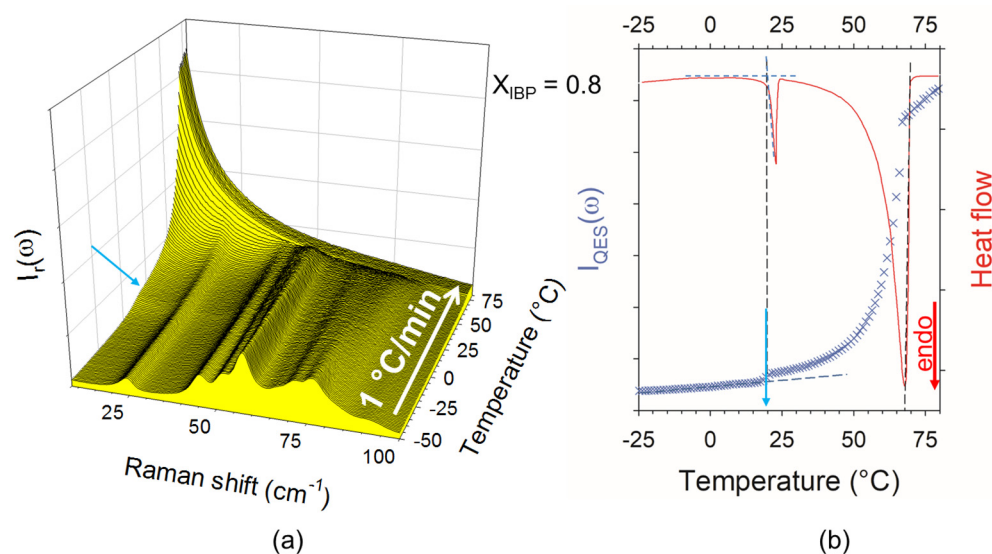 X_IBP = 0.8
I_r(ω)
1 °C/min
25
50
75
100
Raman shift (cm⁻¹)
-50
-25
0
25
50
75
Temperature (°C)
(a)
-25 0 25 50 75
I_QES(ω)
Heat flow
endo
-25 0 25 50 75
Temperature (°C)
(b)